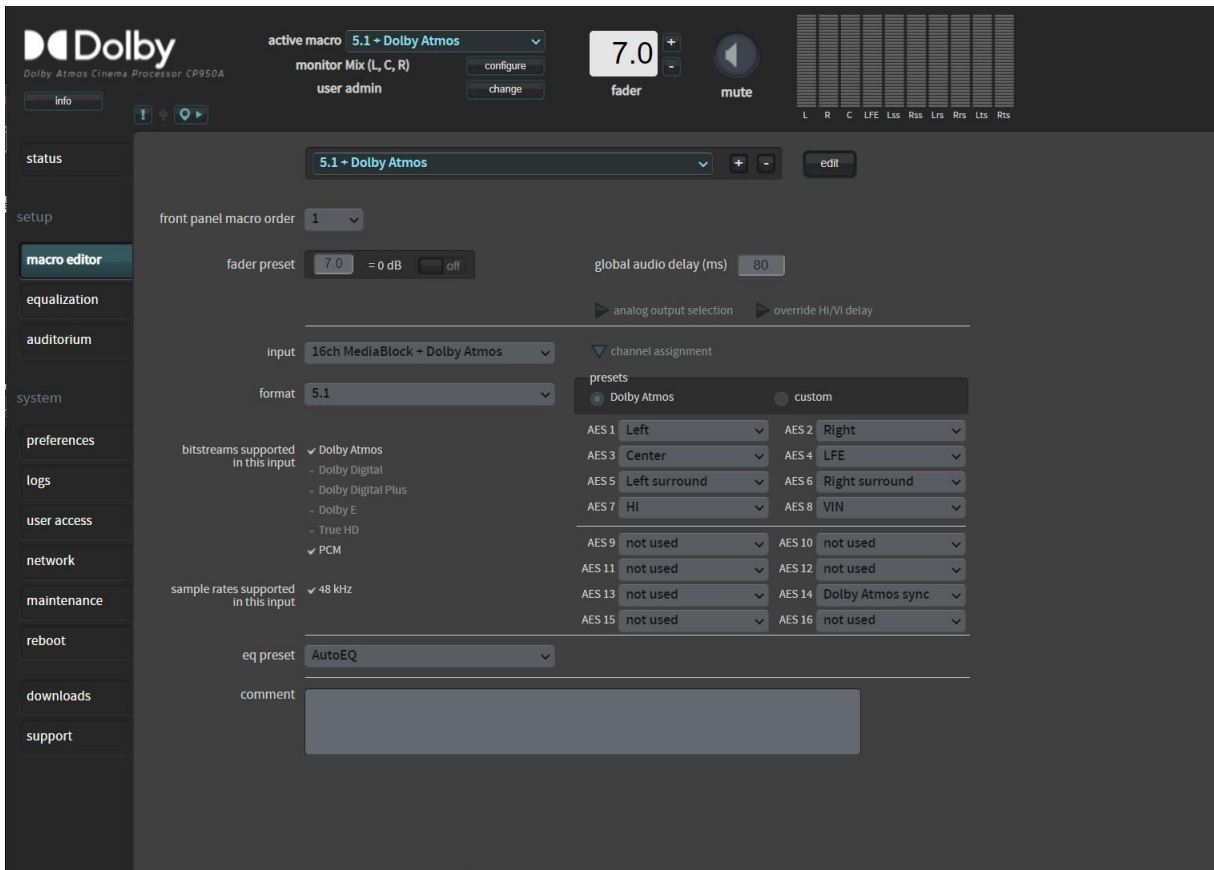 Dolby
Dolby Atmos Cinema Processor CP950A
info
active macro 5.1 + Dolby Atmos
monitor Mix (L, C, R) configure
user admin change
7.0 + -
fader
mute
L R C LFE Lss Rss Lrs Rrs Lts Rts
status
setup
macro editor
equalization
auditorium
system
preferences
logs
user access
network
maintenance
reboot
downloads
support
5.1 + Dolby Atmos + - edit
front panel macro order 1
fader preset 7.0 = 0 dB off
global audio delay (ms) 80
analog output selection override HI/VI delay
input 16ch MediaBlock + Dolby Atmos
format 5.1
bitstreams supported
in this input
Dolby Atmos
- Dolby Digital
- Dolby Digital Plus
- Dolby E
- True HD
PCM
sample rates supported
in this input
48 kHz
channel assignment
presets
Dolby Atmos custom
AES 1 Left AES 2 Right
AES 3 Center AES 4 LFE
AES 5 Left surround AES 6 Right surround
AES 7 HI AES 8 VIN
AES 9 not used AES 10 not used
AES 11 not used AES 12 not used
AES 13 not used AES 14 Dolby Atmos sync
AES 15 not used AES 16 not used
eq preset AutoEQ
comment